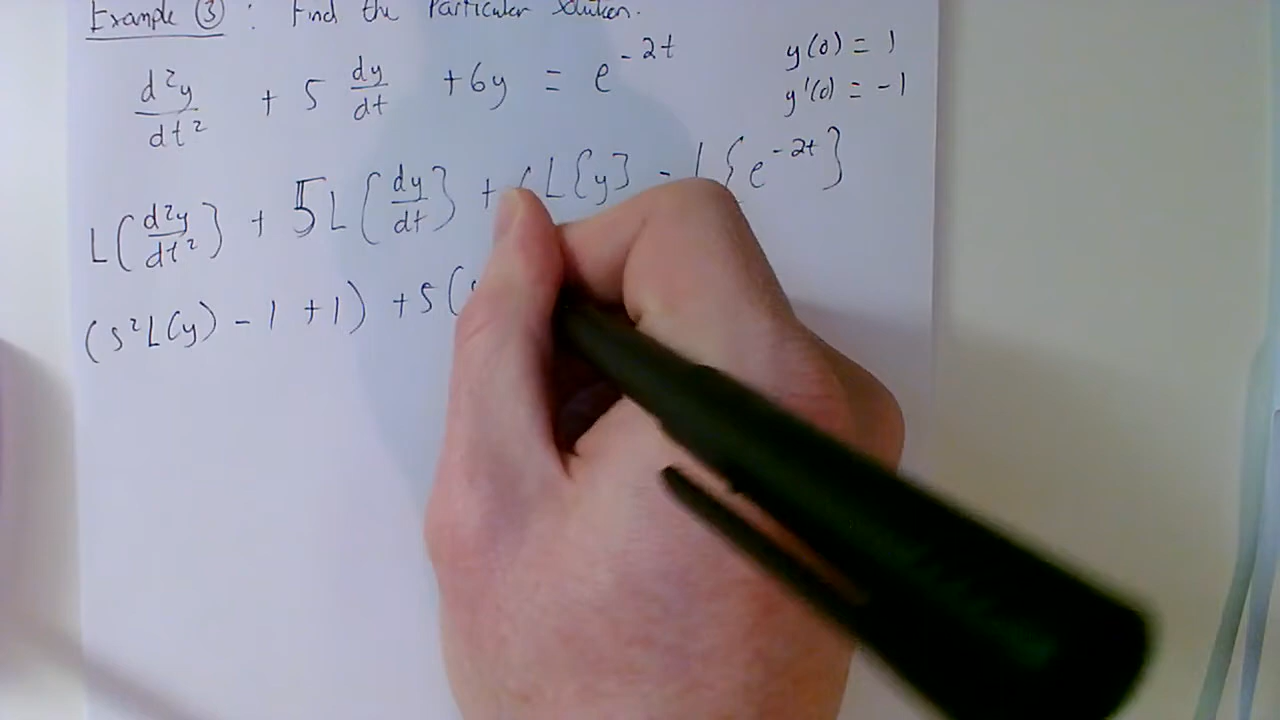 Example ③ : Find the Particular Solution.
d²y/dt² + 5 dy/dt + 6y = e^{-2t}
y(0) = 1
y'(0) = -1
L{d²y/dt²} + 5L{dy/dt} + L{y} = L{e^{-2t}}
(s²L(y) - 1 + 1) + 5(